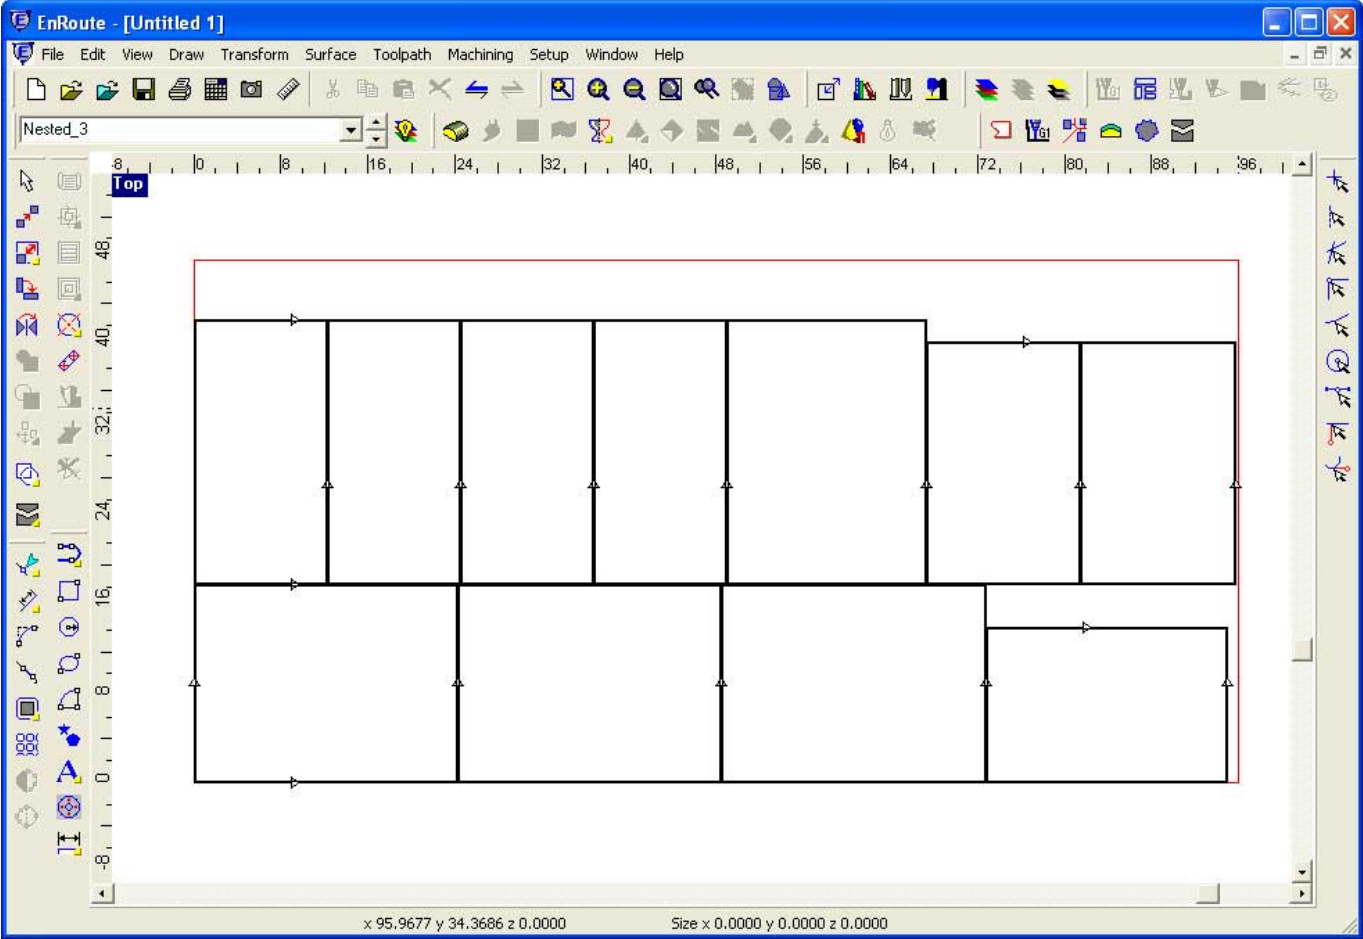 EnRoute - [Untitled 1]
File Edit View Draw Transform Surface Toolpath Machining Setup Window Help
Nested_3
-8 0 8 16 24 32 40 48 56 64 72 80 88 96
Top
48
40
32
24
16
8
0
-8
x 95.9677 y 34.3686 z 0.0000 Size x 0.0000 y 0.0000 z 0.0000